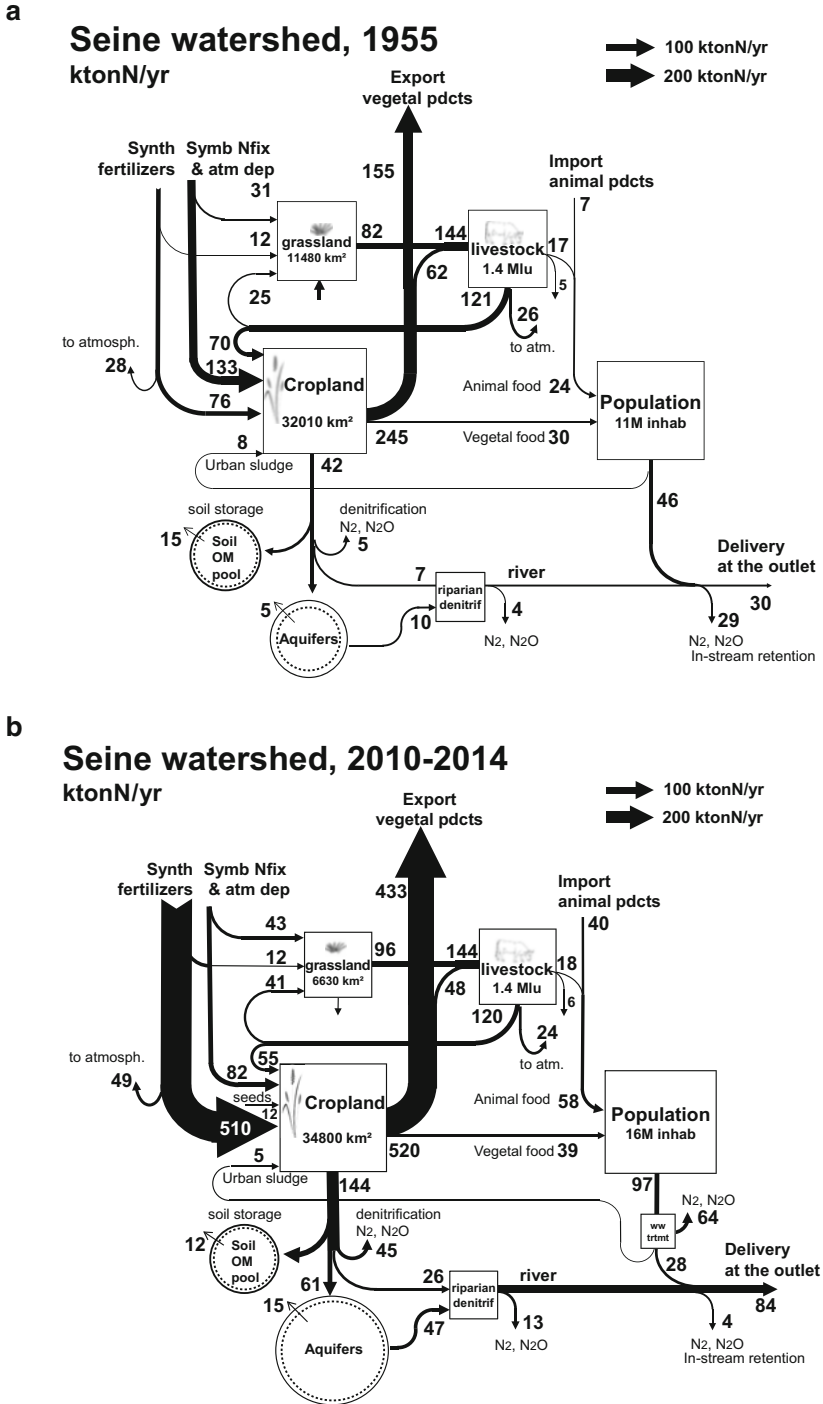 a
Seine watershed, 1955
ktonN/yr
100 ktonN/yr
200 ktonN/yr
Export
vegetal pdcts
Synth
fertilizers
Symb Nfix
& atm dep
155
Import
animal pdcts
7
31
12
25
grassland
11480 km²
82
144
62
livestock
1.4 Mlu
17
5
121
26
to atm.
to atmosph.
28
70
133
76
8
Urban sludge
Cropland
32010 km²
245
42
Animal food 24
Vegetal food 30
Population
11M inhab
46
soil storage
15
Soil
OM
pool
denitrification
N2, N2O
5
5
Aquifers
7
10
riparian
denitrif
river
4
N2, N2O
Delivery
at the outlet
30
29
N2, N2O
In-stream retention
b
Seine watershed, 2010-2014
ktonN/yr
100 ktonN/yr
200 ktonN/yr
Export
vegetal pdcts
Synth
fertilizers
Symb Nfix
& atm dep
433
Import
animal pdcts
40
43
12
41
grassland
6630 km²
96
144
48
livestock
1.4 Mlu
18
6
120
24
to atm.
to atmosph.
49
55
82
seeds
12
510
5
Urban sludge
Cropland
34800 km²
520
144
Animal food 58
Vegetal food 39
Population
16M inhab
97
N2, N2O
64
ww
trtmt
28
soil storage
12
Soil
OM
pool
denitrification
N2, N2O
45
61
15
Aquifers
26
47
riparian
denitrif
river
13
N2, N2O
Delivery
at the outlet
84
4
N2, N2O
In-stream retention